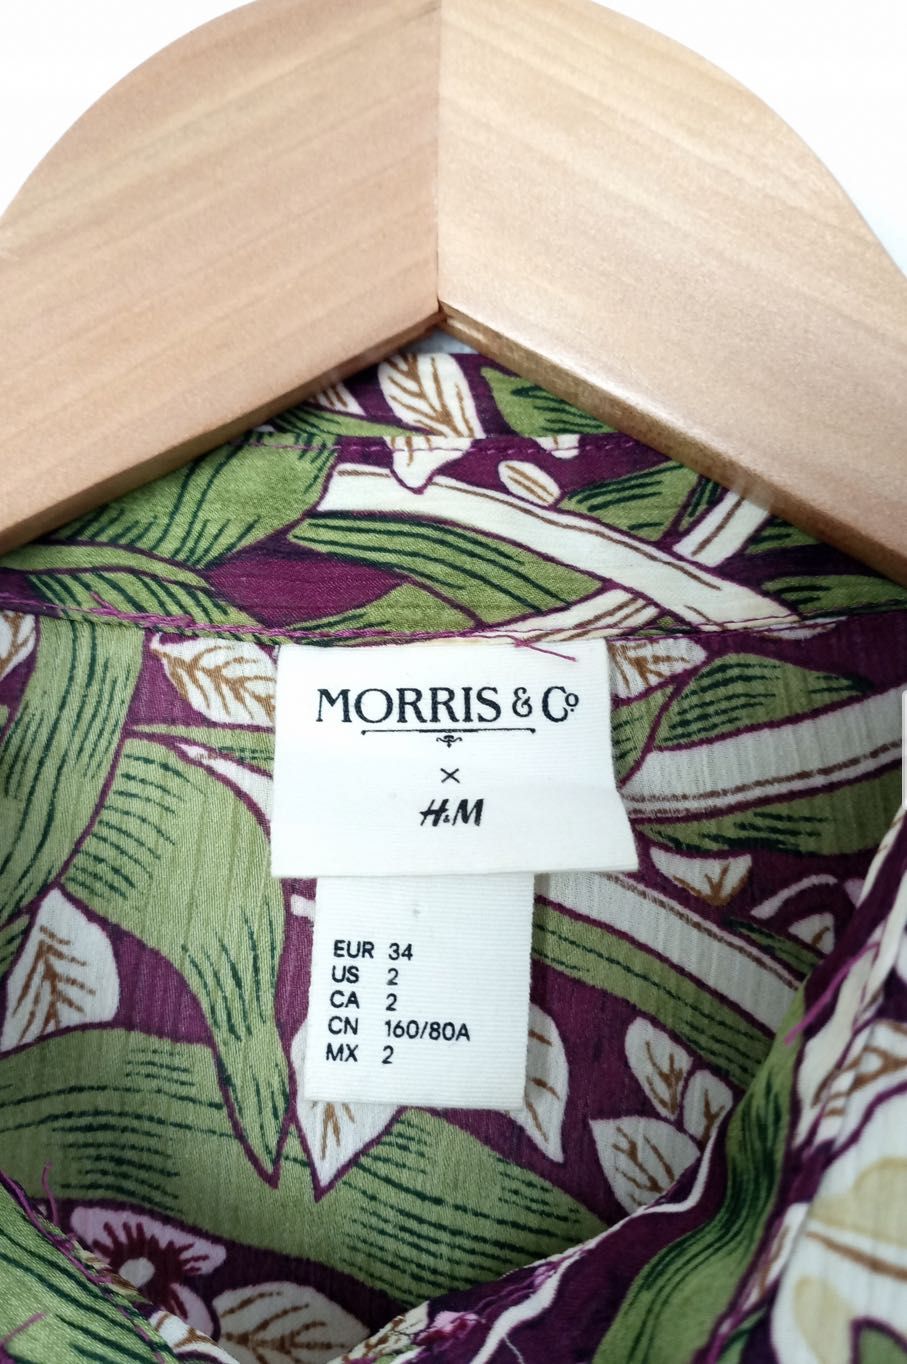 MORRIS & Co
×
H&M
EUR 34
US 2
CA 2
CN 160/80A
MX 2